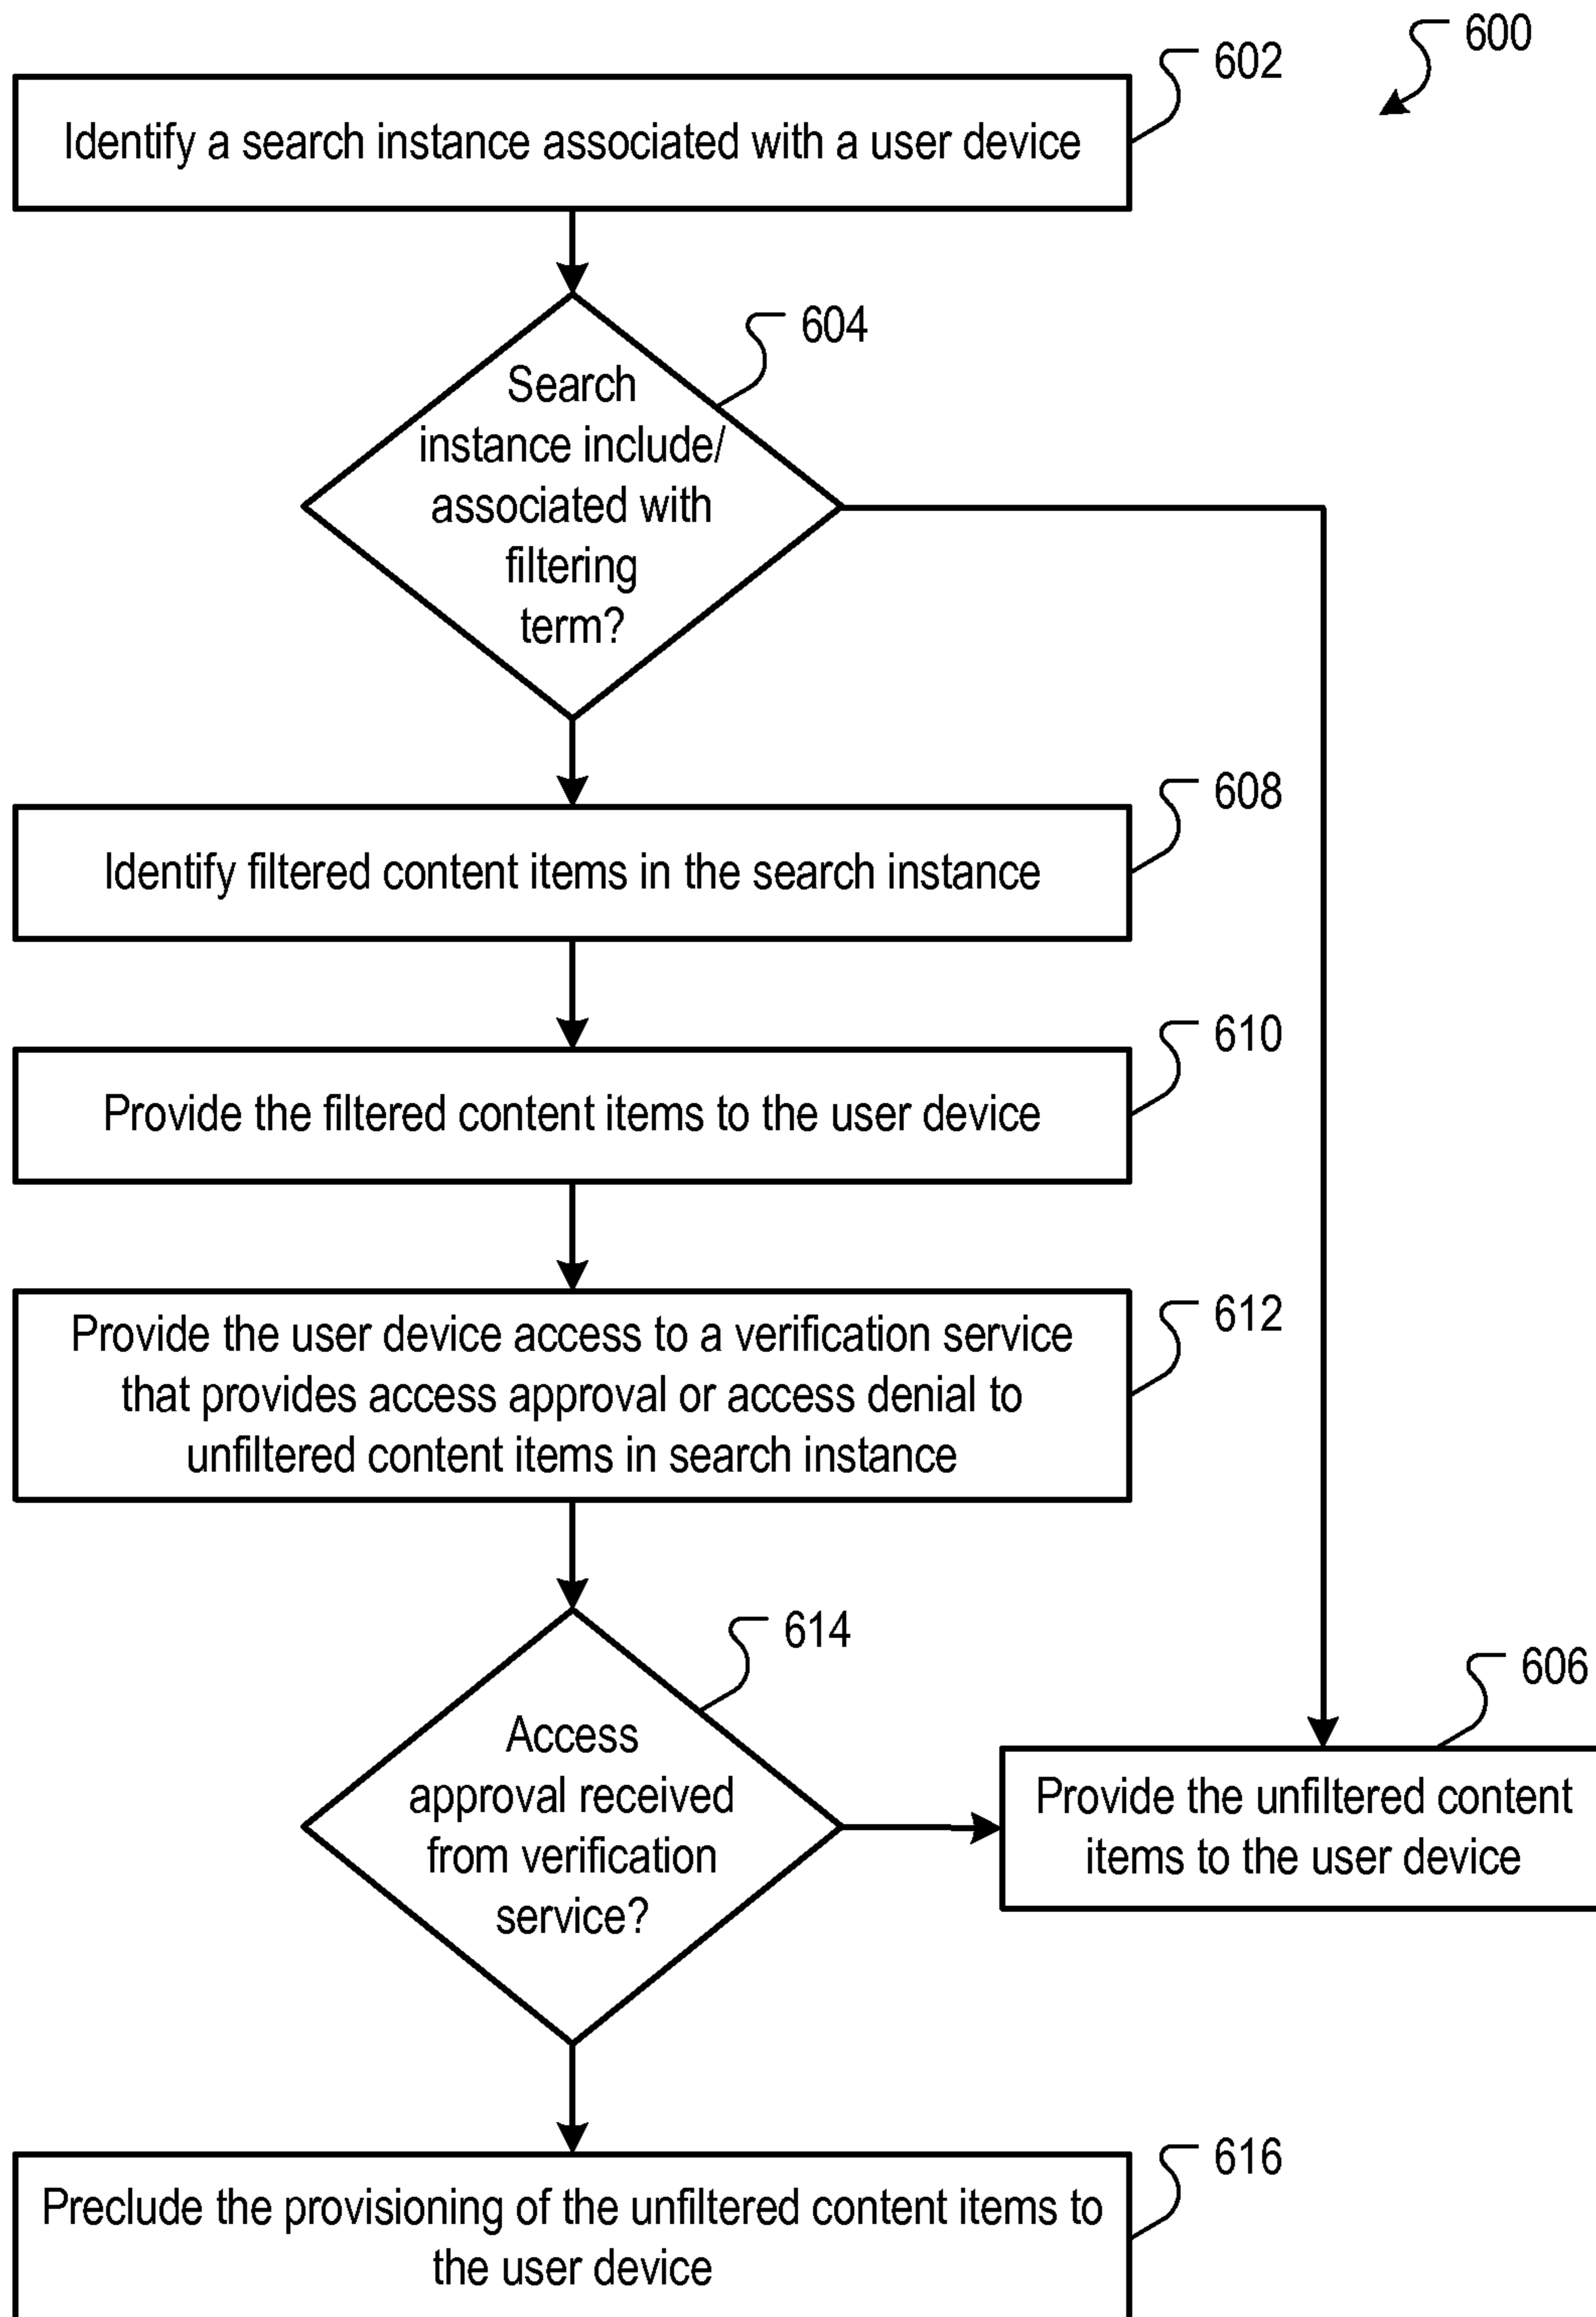 600
602
Identify a search instance associated with a user device
604
Search
instance include/
associated with
filtering
term?
608
Identify filtered content items in the search instance
610
Provide the filtered content items to the user device
612
Provide the user device access to a verification service
that provides access approval or access denial to
unfiltered content items in search instance
614
Access
approval received
from verification
service?
606
Provide the unfiltered content
items to the user device
616
Preclude the provisioning of the unfiltered content items to
the user device